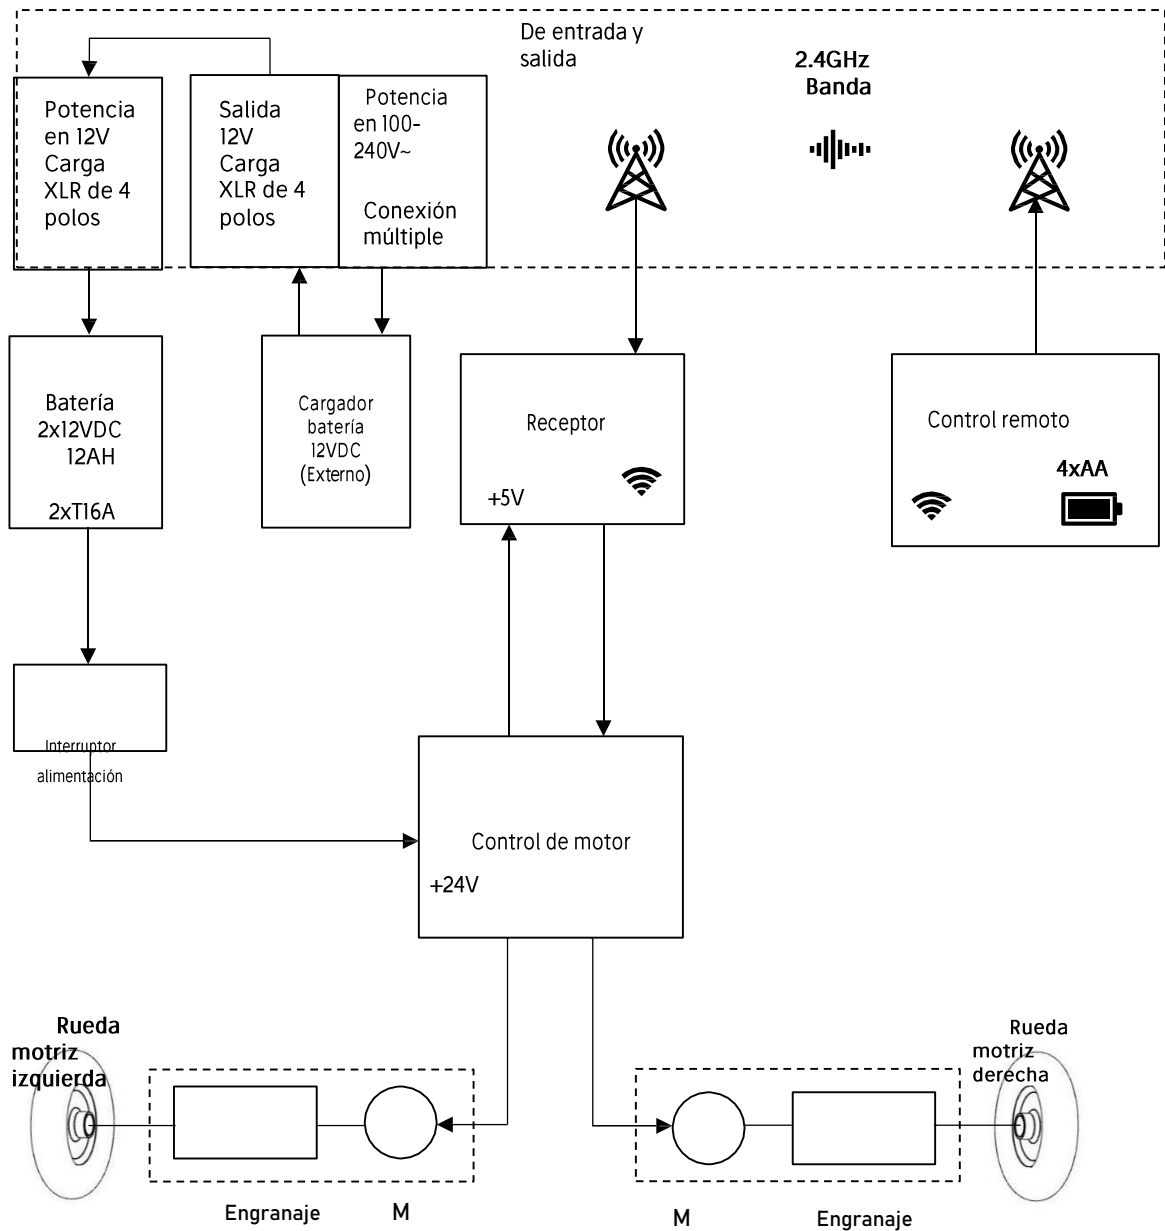 De entrada y
salida
2.4GHz
Banda
Potencia
en 12V
Carga
XLR de 4
polos
Salida
12V
Carga
XLR de 4
polos
Potencia
en 100-
240V~
Conexión
múltiple
Batería
2x12VDC
12AH
2xT16A
Cargador
batería
12VDC
(Externo)
Receptor
+5V
Control remoto
4xAA
Interruptor
alimentación
Control de motor
+24V
Rueda
motriz
izquierda
Rueda
motriz
derecha
Engranaje
M
M
Engranaje